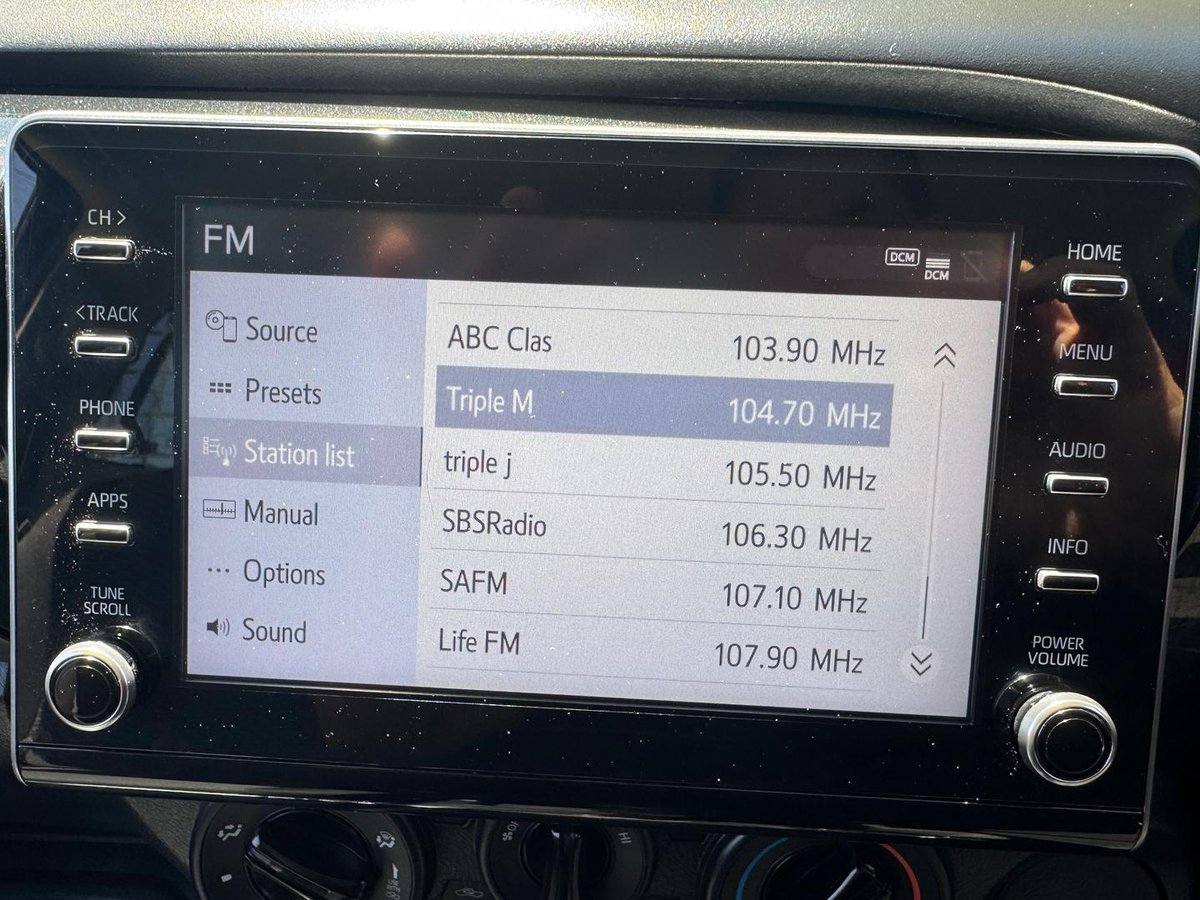 CH >
<TRACK
PHONE
APPS
TUNE
SCROLL
FM
DCM
DCM
Source
Presets
Station list
Manual
Options
Sound
ABC Clas 103.90 MHz
Triple M 104.70 MHz
triple j 105.50 MHz
SBSRadio 106.30 MHz
SAFM 107.10 MHz
Life FM 107.90 MHz
HOME
MENU
AUDIO
INFO
POWER
VOLUME
HI